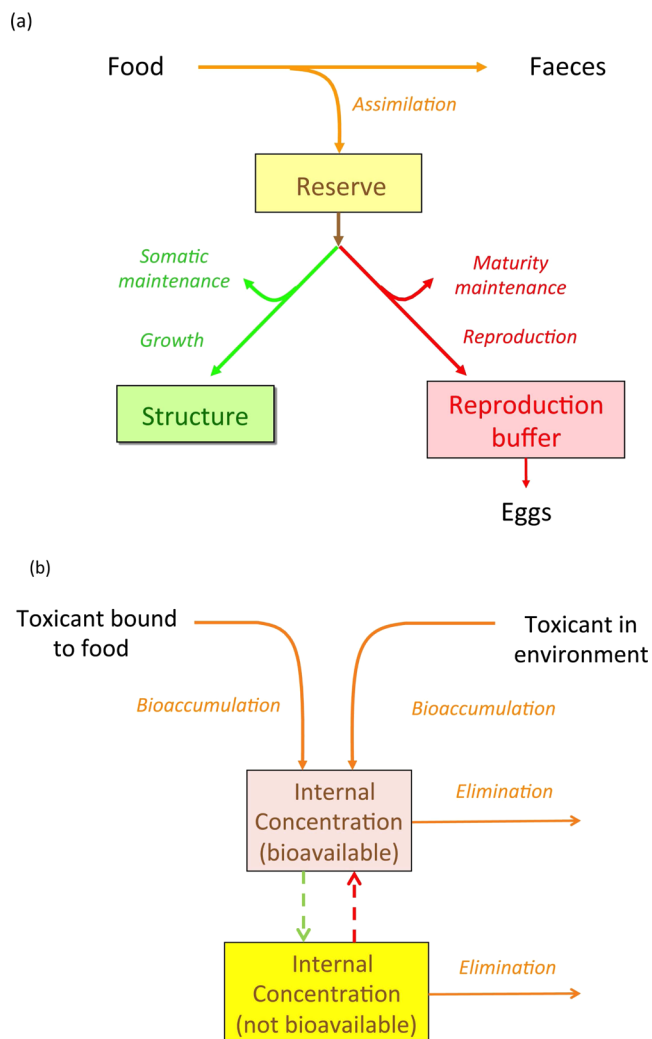 (a)
Food
Faeces
Assimilation
Reserve
Somatic
maintenance
Maturity
maintenance
Growth
Reproduction
Structure
Reproduction
buffer
Eggs
(b)
Toxicant bound
to food
Toxicant in
environment
Bioaccumulation
Bioaccumulation
Internal
Concentration
(bioavailable)
Elimination
Internal
Concentration
(not bioavailable)
Elimination